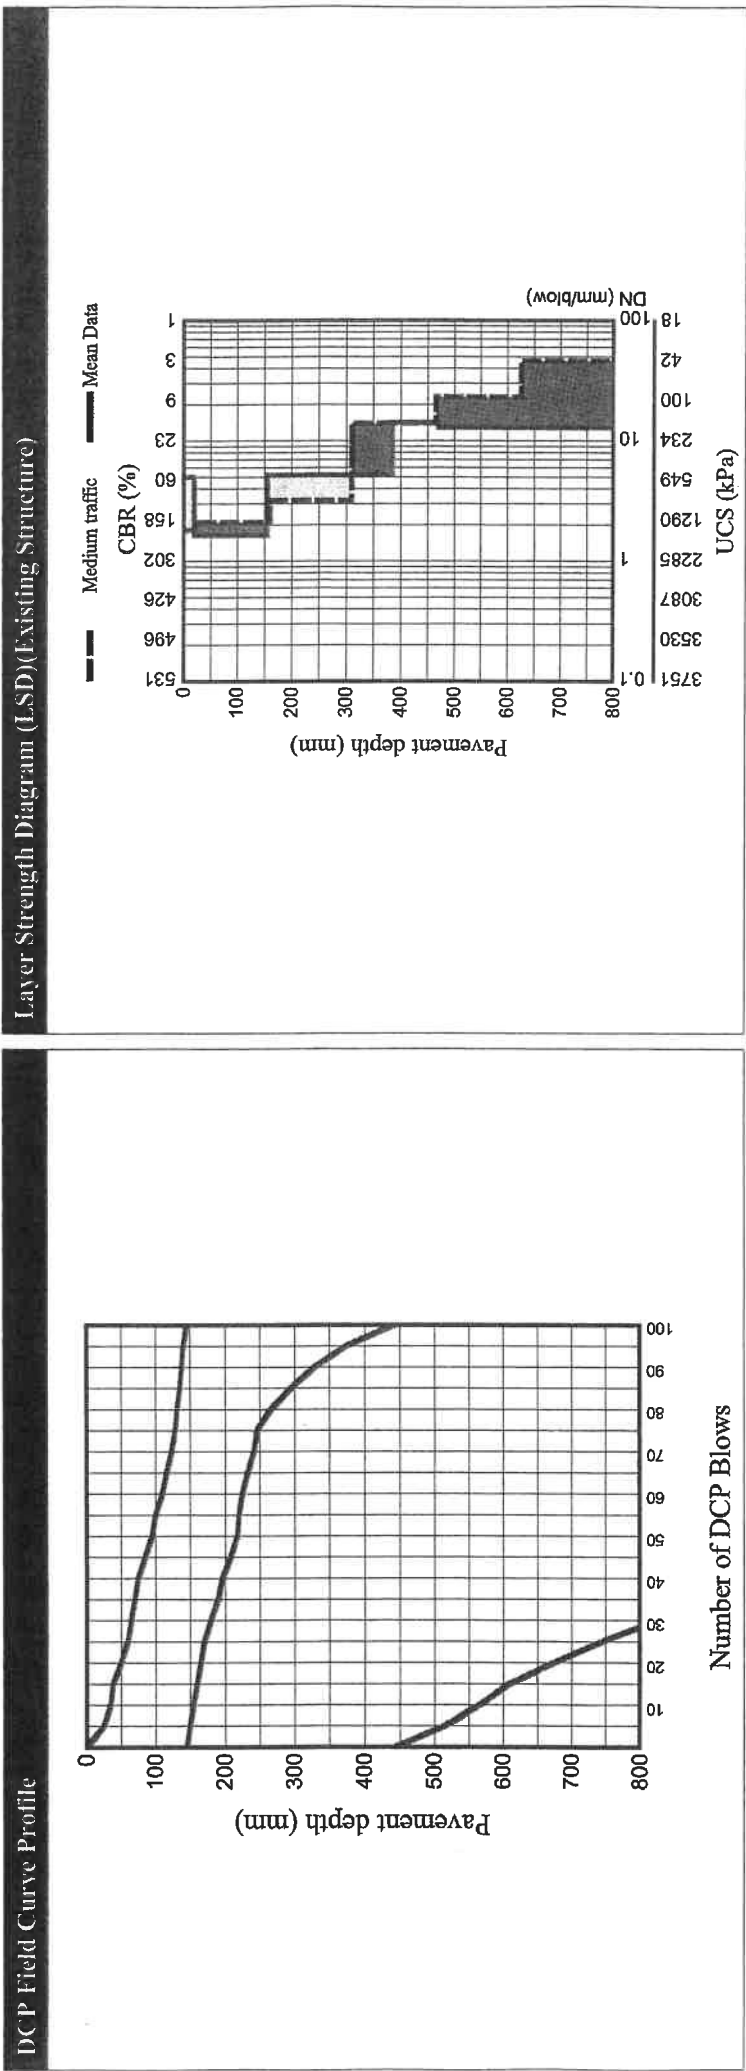 DCP Field Curve Profile
Pavement depth (mm)
0
100
200
300
400
500
600
700
800
10
20
30
40
50
60
70
80
90
100
Number of DCP Blows
Layer Strength Diagram (LSD)(Existing Structure)
Medium traffic
Mean Data
CBR (%)
531 496 426 302 158 60 23 9 3 1
Pavement depth (mm)
0
100
200
300
400
500
600
700
800
0.1 1 10 100
DN (mm/blow)
3751 3530 3087 2285 1290 549 234 100 42 18
UCS (kPa)